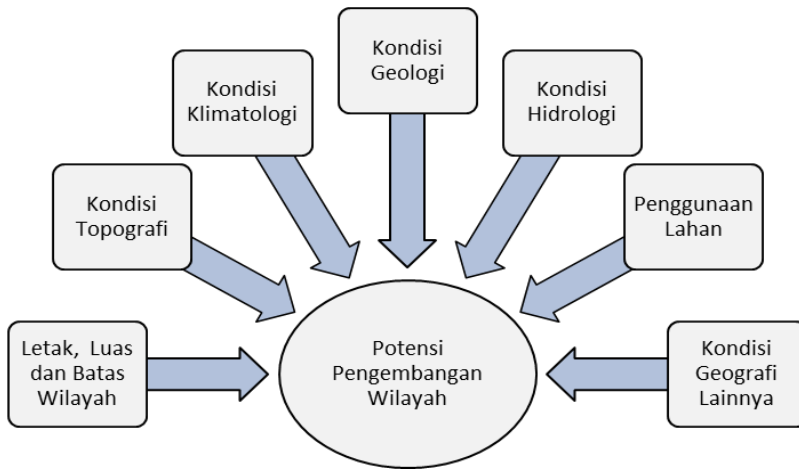 Kondisi
Geologi
Kondisi
Klimatologi
Kondisi
Hidrologi
Kondisi
Topografi
Penggunaan
Lahan
Letak, Luas
dan Batas
Wilayah
Potensi
Pengembangan
Wilayah
Kondisi
Geografi
Lainnya